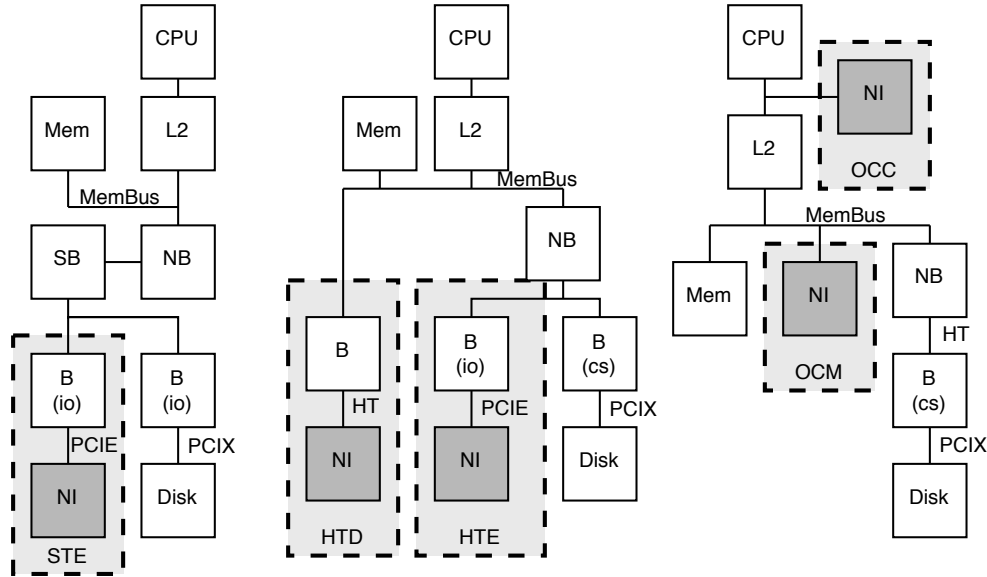 CPU
Mem
L2
MemBus
SB
NB
B
(io)
B
(io)
PCIE
PCIX
NI
Disk
STE
CPU
Mem
L2
MemBus
NB
B
B
(io)
B
(cs)
HT
PCIE
PCIX
NI
NI
Disk
HTD
HTE
CPU
NI
L2
OCC
MemBus
Mem
NI
NB
HT
OCM
B
(cs)
PCIX
Disk